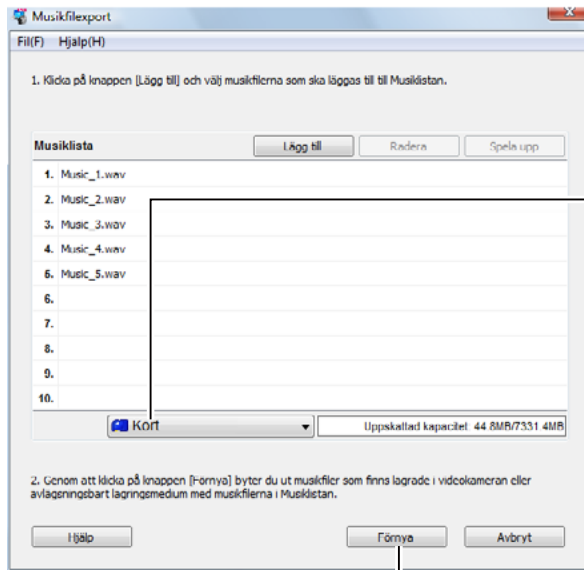 Musikfilexport
Fil(F) Hjälp(H)
1. Klicka på knappen [Lägg till] och välj musikfilerna som ska läggas till till Musiklistan.
Musiklista Lägg till Radera Spela upp
1. Music_1.wav
2. Music_2.wav
3. Music_3.wav
4. Music_4.wav
5. Music_5.wav
6.
7.
8.
9.
10.
Kort Uppskattad kapacitet: 44.8MB/7331.4MB
2. Genom att klicka på knappen [Förnya] byter du ut musikfiler som finns lagrade i videokameran eller
avlägsningsbart lagringsmedium med musikfilerna i Musiklistan.
Hjälp Förnya Avbryt